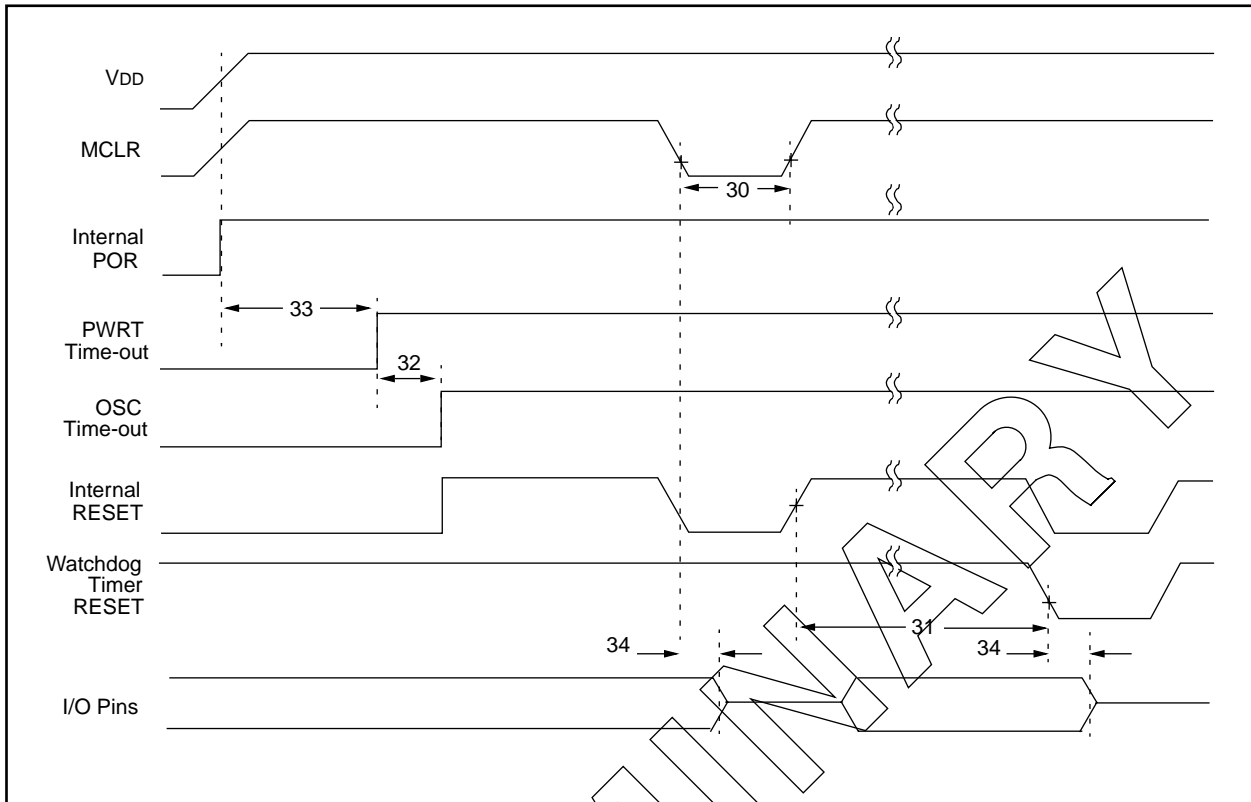 VDD
MCLR
30
Internal
POR
33
PWRT
Time-out
32
OSC
Time-out
Internal
RESET
Watchdog
Timer
RESET
31
34
34
I/O Pins
INARY